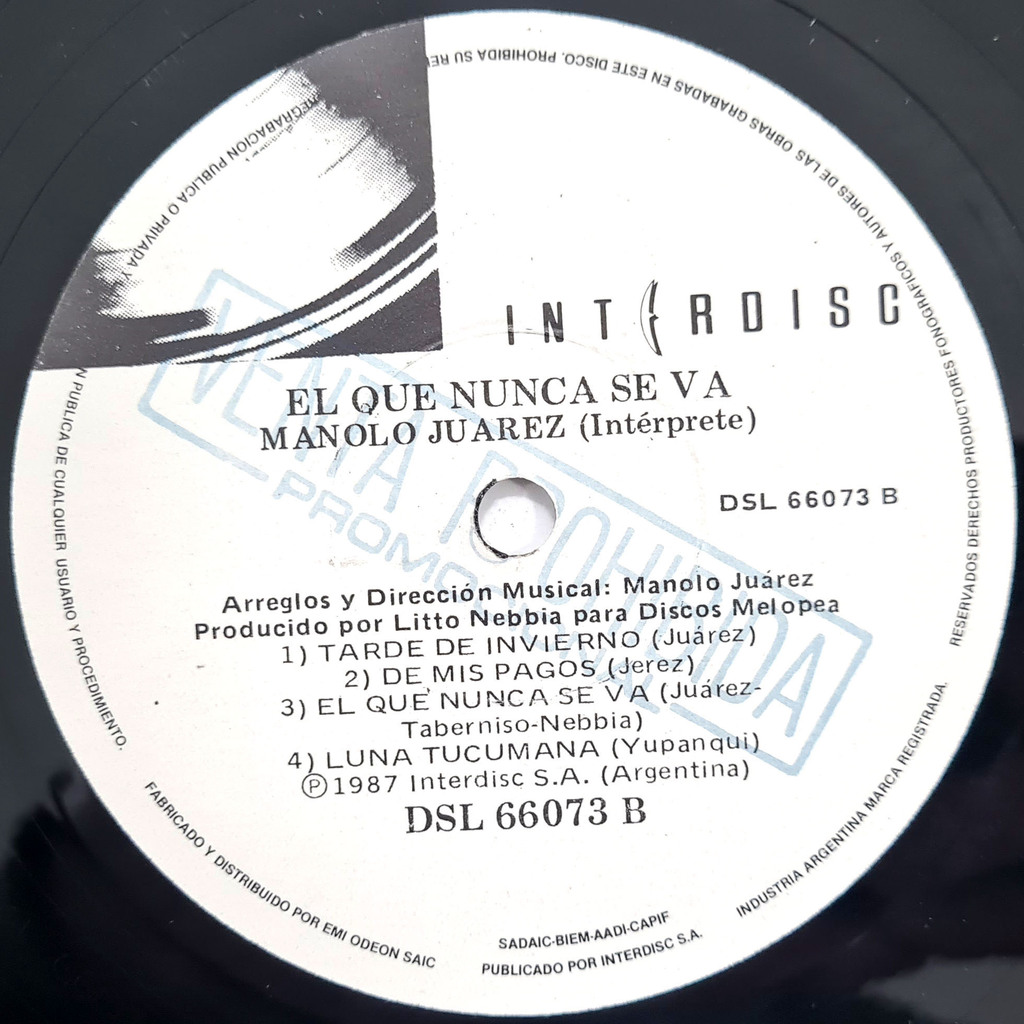 INTERDISC
EL QUE NUNCA SE VA
MANOLO JUAREZ (Intérprete)
DSL 66073 B
Arreglos y Dirección Musical: Manolo Juárez
Producido por Litto Nebbia para Discos Melopea
1) TARDE DE INVIERNO (Juárez)
2) DE MIS PAGOS (Jerez)
3) EL QUE NUNCA SE VA (Juárez-
Taberniso-Nebbia)
4) LUNA TUCUMANA (Yupanqui)
℗ 1987 Interdisc S.A. (Argentina)
DSL 66073 B
VENTA PROHIBIDA
PROMOCIONAL
RESERVADOS DERECHOS PRODUCTORES FONOGRAFICOS Y AUTORES DE LAS OBRAS GRABADAS EN ESTE DISCO. PROHIBIDA SU RE
REGRABACION PUBLICA O PRIVADA Y
N PUBLICA DE CUALQUIER USUARIO Y PROCEDIMIENTO.
FABRICADO Y DISTRIBUIDO POR EMI ODEON SAIC
SADAIC-BIEM-AADI-CAPIF
PUBLICADO POR INTERDISC S.A.
INDUSTRIA ARGENTINA MARCA REGISTRADA.